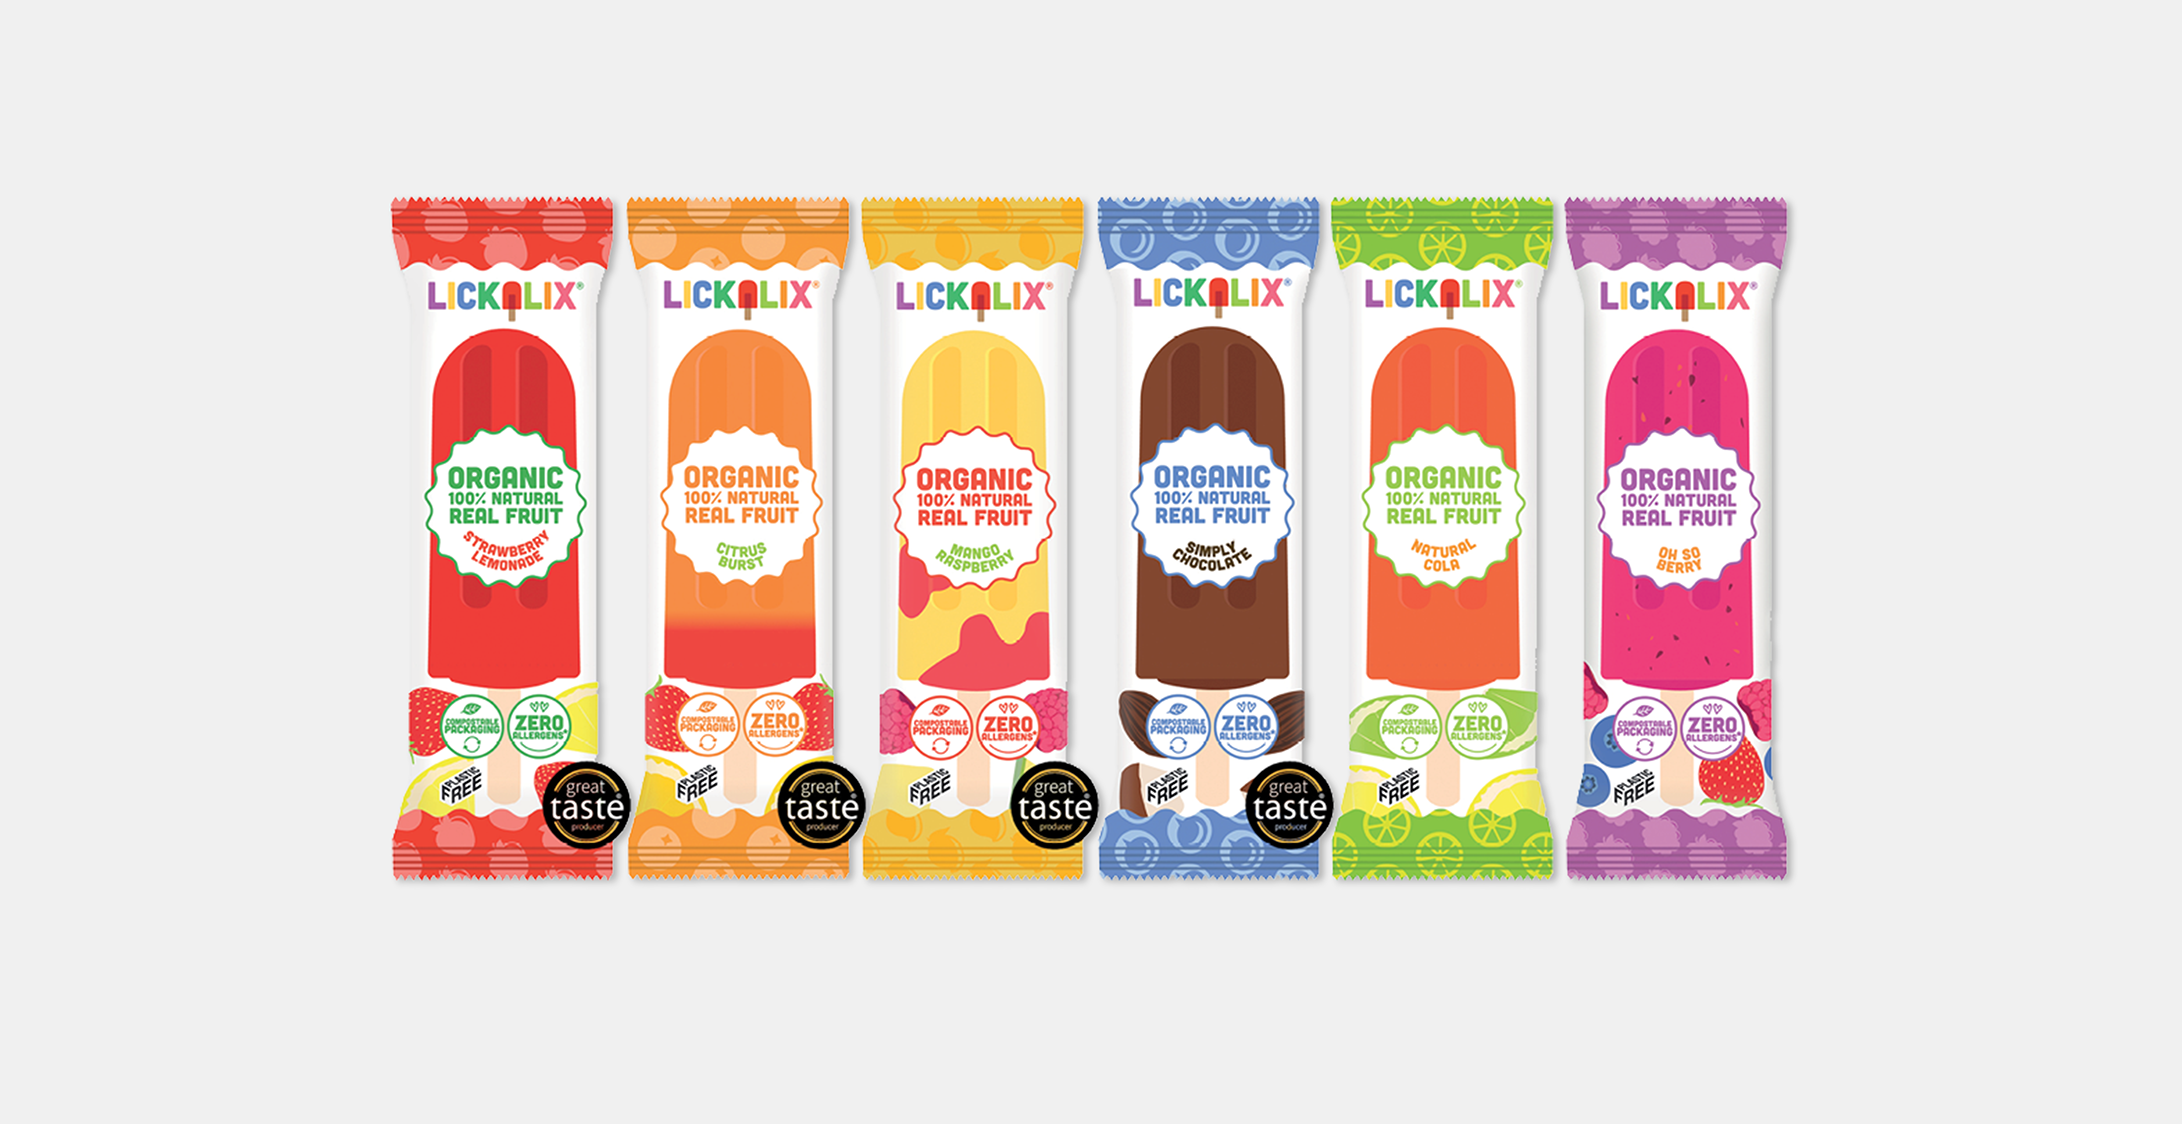 LICKALIX®
ORGANIC
100% NATURAL
REAL FRUIT
STRAWBERRY
LEMONADE
COMPOSTABLE
PACKAGING
ZERO
ALLERGENS*
PLASTIC
FREE
great
taste®
producer
LICKALIX®
ORGANIC
100% NATURAL
REAL FRUIT
CITRUS
BURST
COMPOSTABLE
PACKAGING
ZERO
ALLERGENS*
PLASTIC
FREE
great
taste®
producer
LICKALIX®
ORGANIC
100% NATURAL
REAL FRUIT
MANGO
RASPBERRY
COMPOSTABLE
PACKAGING
ZERO
ALLERGENS*
PLASTIC
FREE
great
taste®
producer
LICKALIX®
ORGANIC
100% NATURAL
REAL FRUIT
SIMPLY
CHOCOLATE
COMPOSTABLE
PACKAGING
ZERO
ALLERGENS*
PLASTIC
FREE
great
taste®
producer
LICKALIX®
ORGANIC
100% NATURAL
REAL FRUIT
NATURAL
COLA
COMPOSTABLE
PACKAGING
ZERO
ALLERGENS*
PLASTIC
FREE
LICKALIX®
ORGANIC
100% NATURAL
REAL FRUIT
OH SO
BERRY
COMPOSTABLE
PACKAGING
ZERO
ALLERGENS*
PLASTIC
FREE